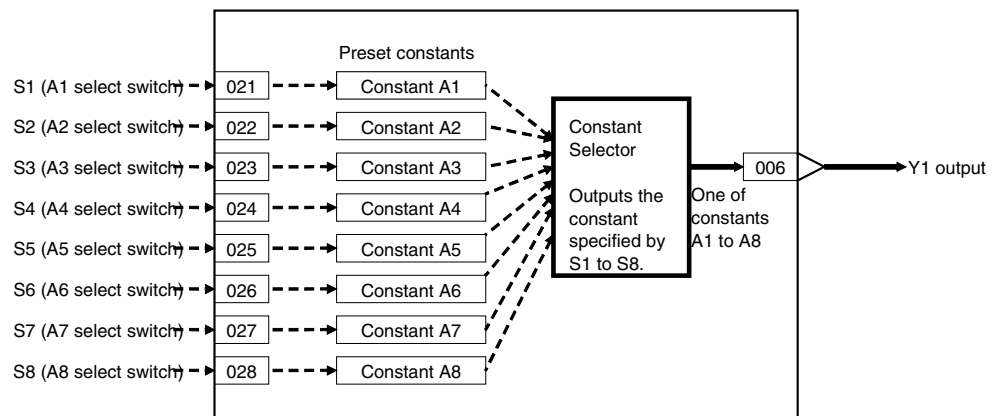 Preset constants
S1 (A1 select switch) 021 Constant A1
S2 (A2 select switch) 022 Constant A2
S3 (A3 select switch) 023 Constant A3
S4 (A4 select switch) 024 Constant A4
S5 (A5 select switch) 025 Constant A5
S6 (A6 select switch) 026 Constant A6
S7 (A7 select switch) 027 Constant A7
S8 (A8 select switch) 028 Constant A8
Constant
Selector
Outputs the
constant
specified by
S1 to S8.
006
One of
constants
A1 to A8
Y1 output